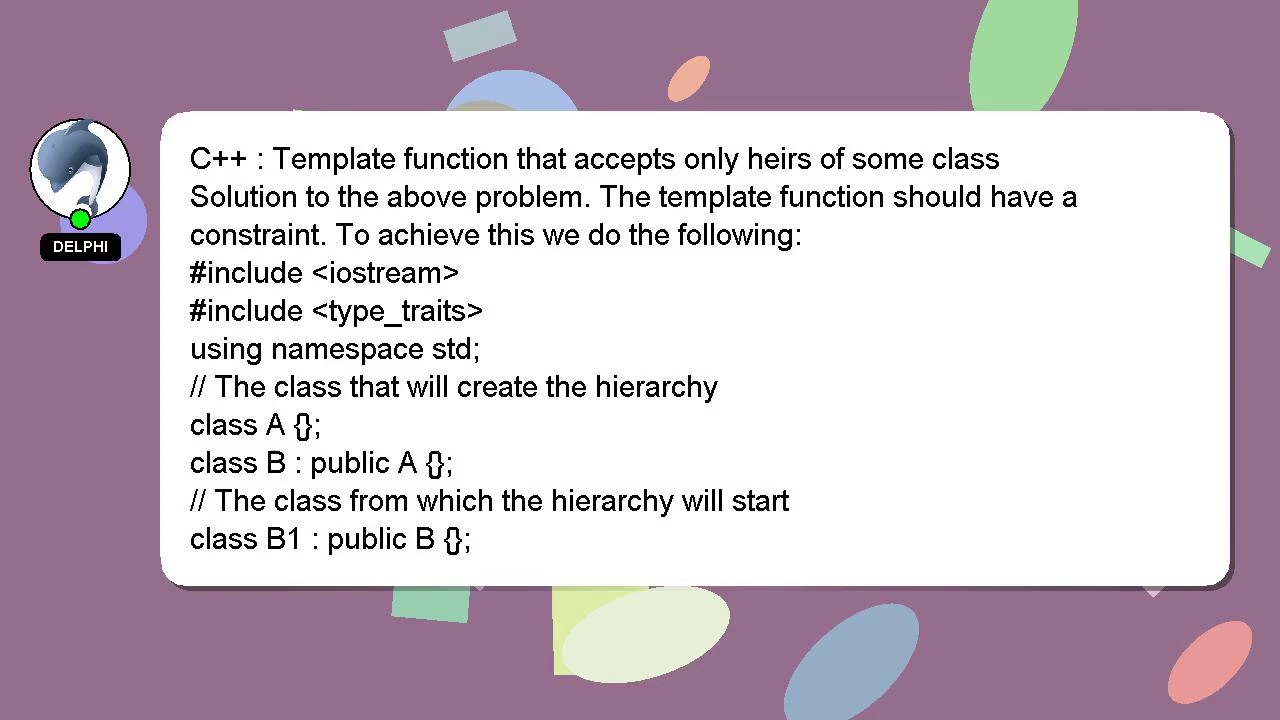 C++ : Template function that accepts only heirs of some class
Solution to the above problem. The template function should have a
constraint. To achieve this we do the following:
#include <iostream>
#include <type_traits>
using namespace std;
// The class that will create the hierarchy
class A {};
class B : public A {};
// The class from which the hierarchy will start
class B1 : public B {};
DELPHI